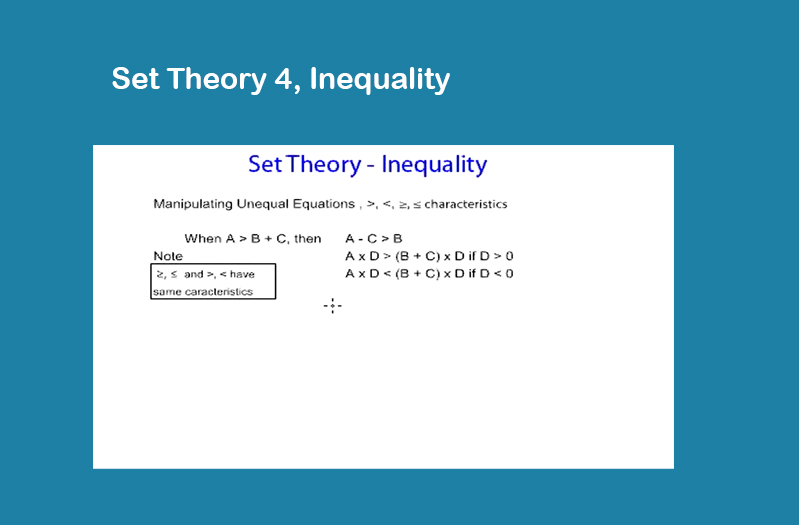 Set Theory 4, Inequality
Set Theory - Inequality
Manipulating Unequal Equations , >, <, ≥, ≤ characteristics
When A > B + C, then A - C > B
Note A x D > (B + C) x D if D > 0
≥, ≤ and >, < have A x D < (B + C) x D if D < 0
same caracteristics